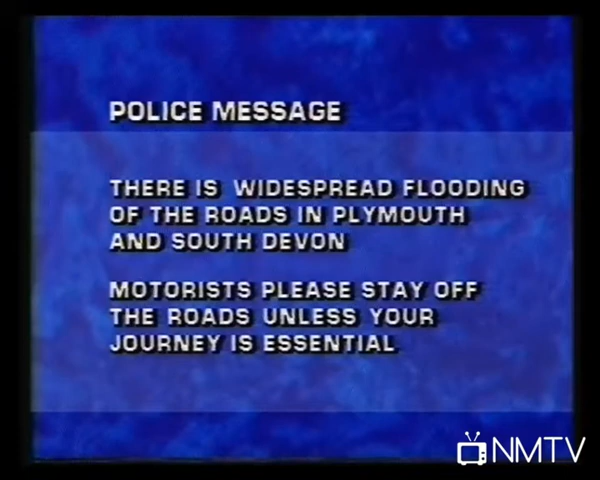 POLICE MESSAGE
THERE IS WIDESPREAD FLOODING
OF THE ROADS IN PLYMOUTH
AND SOUTH DEVON
MOTORISTS PLEASE STAY OFF
THE ROADS UNLESS YOUR
JOURNEY IS ESSENTIAL
NMTV